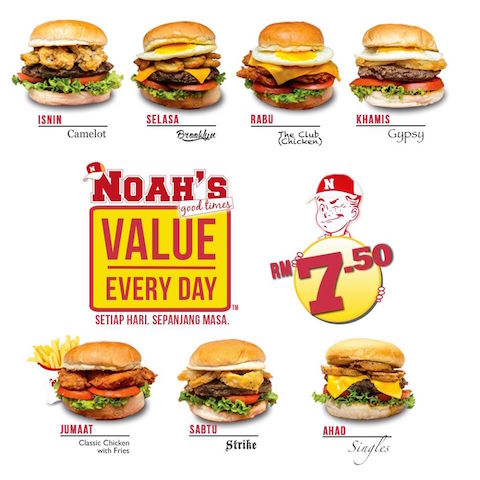 ISNIN
Camelot
SELASA
Brooklyn
RABU
The Club
(Chicken)
KHAMIS
Gypsy
N
NOAH'S
good times
VALUE
EVERY DAY
TM
SETIAP HARI. SEPANJANG MASA.
N
RM 7.50
JUMAAT
Classic Chicken
with Fries
SABTU
Strike
AHAD
Singles